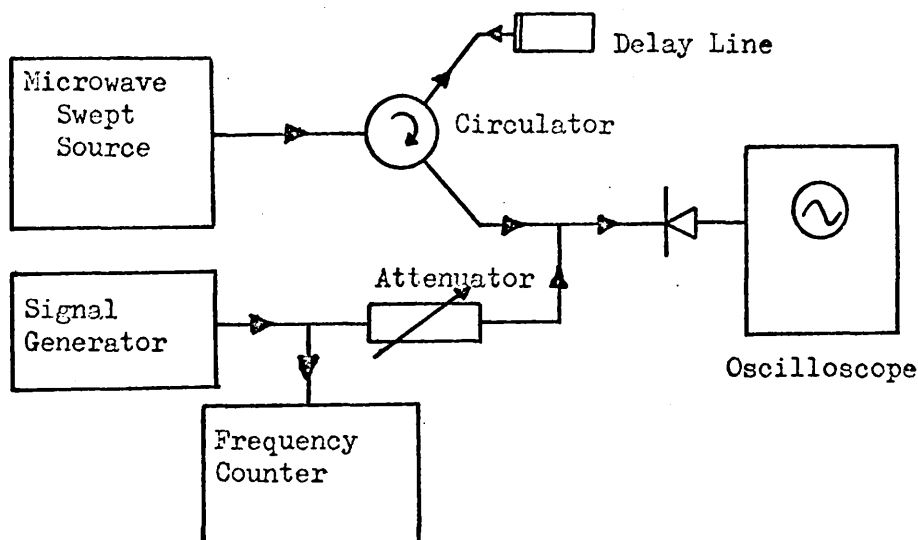 Microwave
Swept
Source
Delay Line
Circulator
Attenuator
Signal
Generator
Oscilloscope
Frequency
Counter